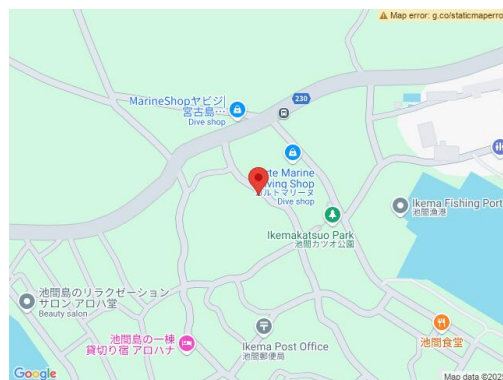 Map error: g.co/staticmaperro
MarineShopヤビジ
宮古島…
Dive shop
230
rte Marine
ving Shop
ルトマリーヌ
Dive shop
Ikema Fishing Port
池間漁港
Ikemakatsuo Park
池間カツオ公園
池間島のリラクゼーション
サロン アロハ堂
Beauty salon
池間島の一棟
貸切り宿 アロハナ
Ikema Post Office
池間郵便局
池間食堂
Google
Map data ©202